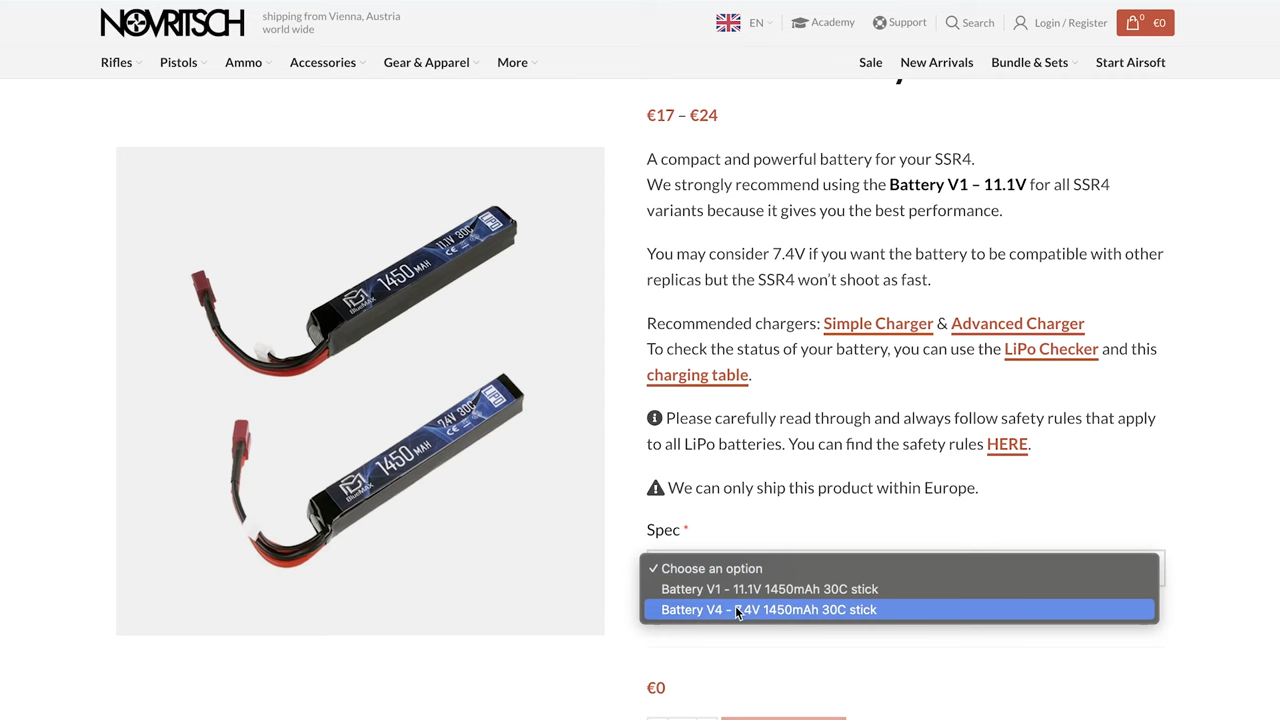 NOVRITSCH
shipping from Vienna, Austria
world wide
EN
Academy
Support
Search
Login / Register
0
€0
Rifles
Pistols
Ammo
Accessories
Gear & Apparel
More
Sale
New Arrivals
Bundle & Sets
Start Airsoft
€17 – €24
A compact and powerful battery for your SSR4.
We strongly recommend using the Battery V1 – 11.1V for all SSR4
variants because it gives you the best performance.
You may consider 7.4V if you want the battery to be compatible with other
replicas but the SSR4 won’t shoot as fast.
Recommended chargers: Simple Charger & Advanced Charger
To check the status of your battery, you can use the LiPo Checker and this
charging table.
Please carefully read through and always follow safety rules that apply
to all LiPo batteries. You can find the safety rules HERE.
We can only ship this product within Europe.
Spec *
✓ Choose an option
Battery V1 - 11.1V 1450mAh 30C stick
Battery V4 - 7.4V 1450mAh 30C stick
€0
BlueMAX
1450 MAH
11.1V 30C
CE
LIPO
BlueMAX
1450 MAH
7.4V 30C
CE
LIPO